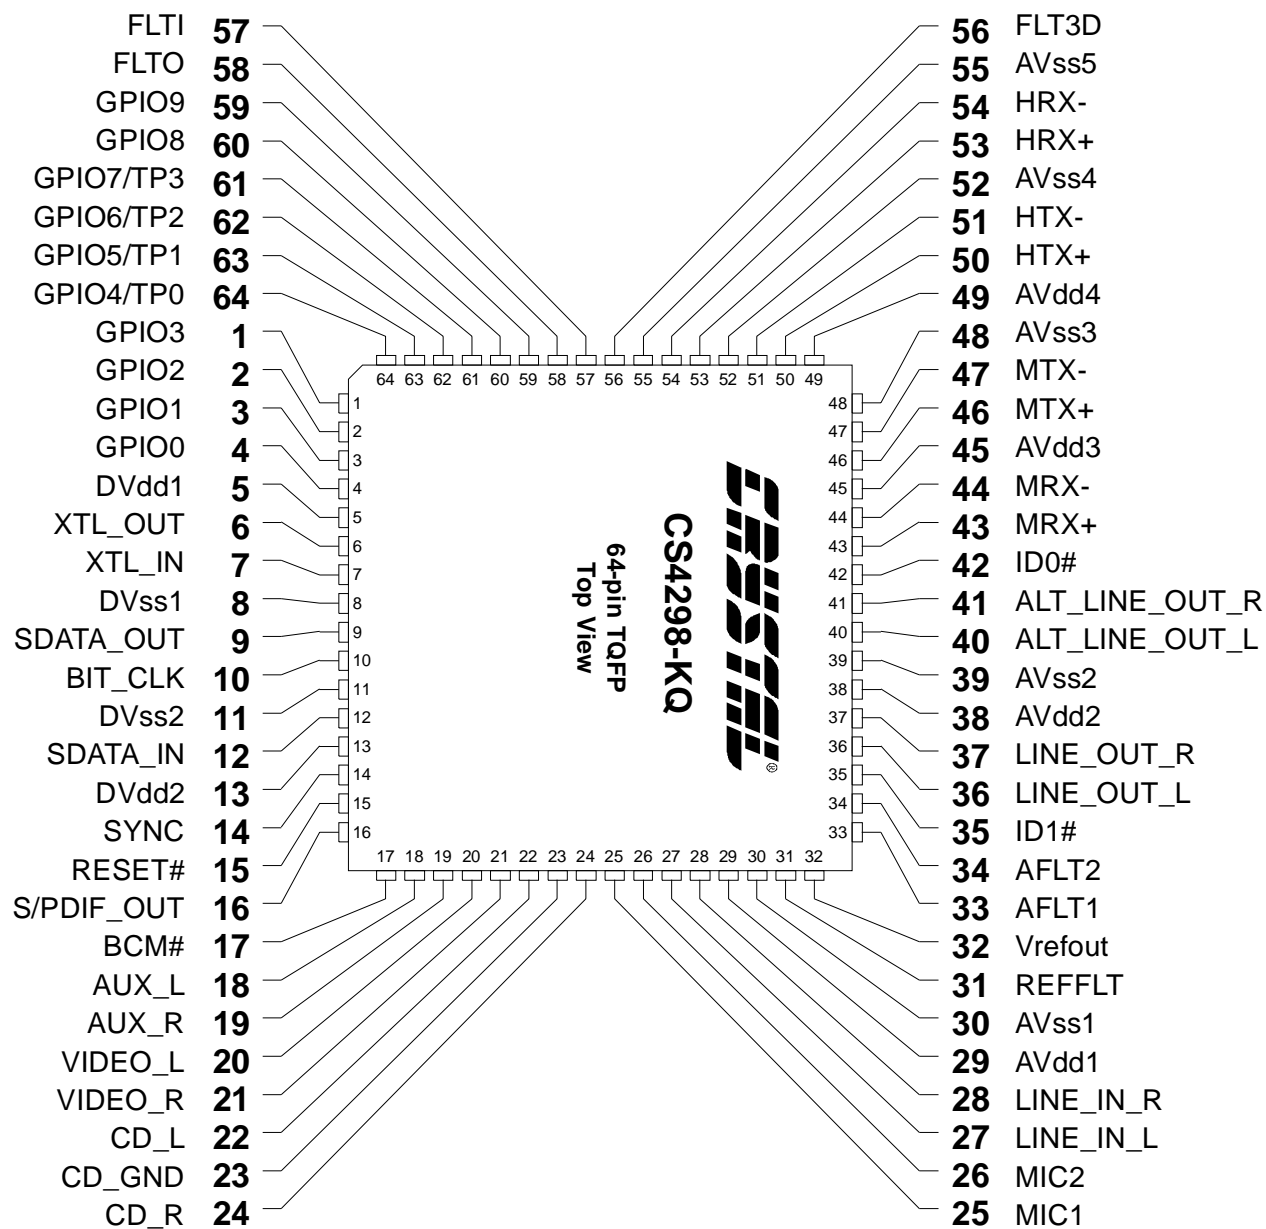 FLTI 57
FLTO 58
GPIO9 59
GPIO8 60
GPIO7/TP3 61
GPIO6/TP2 62
GPIO5/TP1 63
GPIO4/TP0 64
GPIO3 1
GPIO2 2
GPIO1 3
GPIO0 4
DVdd1 5
XTL_OUT 6
XTL_IN 7
DVss1 8
SDATA_OUT 9
BIT_CLK 10
DVss2 11
SDATA_IN 12
DVdd2 13
SYNC 14
RESET# 15
S/PDIF_OUT 16
BCM# 17
AUX_L 18
AUX_R 19
VIDEO_L 20
VIDEO_R 21
CD_L 22
CD_GND 23
CD_R 24
64 63 62 61 60 59 58 57 56 55 54 53 52 51 50 49
1
2
3
4
5
6
7
8
9
10
11
12
13
14
15
16
CRYSTAL ®
CS4298-KQ
64-pin TQFP
Top View
48
47
46
45
44
43
42
41
40
39
38
37
36
35
34
33
17 18 19 20 21 22 23 24 25 26 27 28 29 30 31 32
56 FLT3D
55 AVss5
54 HRX-
53 HRX+
52 AVss4
51 HTX-
50 HTX+
49 AVdd4
48 AVss3
47 MTX-
46 MTX+
45 AVdd3
44 MRX-
43 MRX+
42 ID0#
41 ALT_LINE_OUT_R
40 ALT_LINE_OUT_L
39 AVss2
38 AVdd2
37 LINE_OUT_R
36 LINE_OUT_L
35 ID1#
34 AFLT2
33 AFLT1
32 Vrefout
31 REFFLT
30 AVss1
29 AVdd1
28 LINE_IN_R
27 LINE_IN_L
26 MIC2
25 MIC1